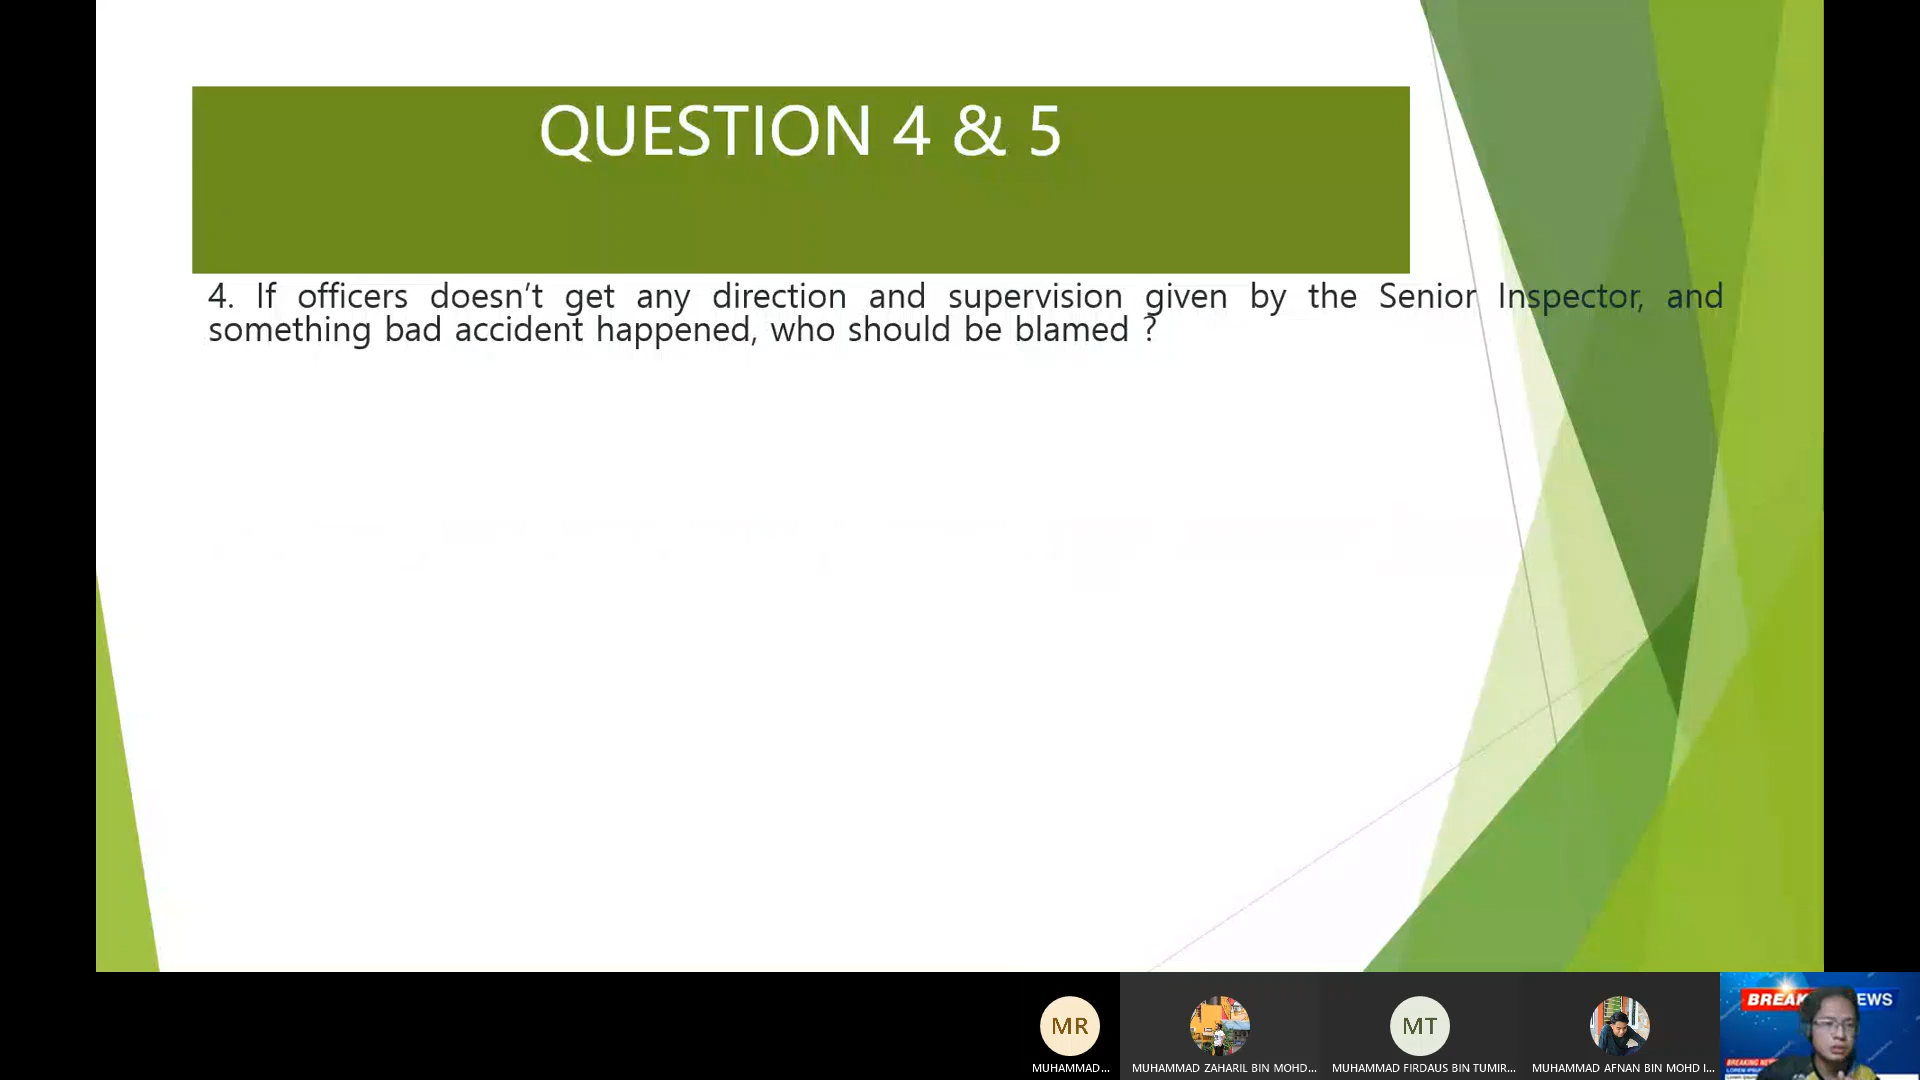 QUESTION 4 & 5
4. If officers doesn’t get any direction and supervision given by the Senior Inspector, and
something bad accident happened, who should be blamed ?
MR
MT
MUHAMMAD...
MUHAMMAD ZAHARIL BIN MOHD...
MUHAMMAD FIRDAUS BIN TUMIR...
MUHAMMAD AFNAN BIN MOHD I...
BREAK
EWS